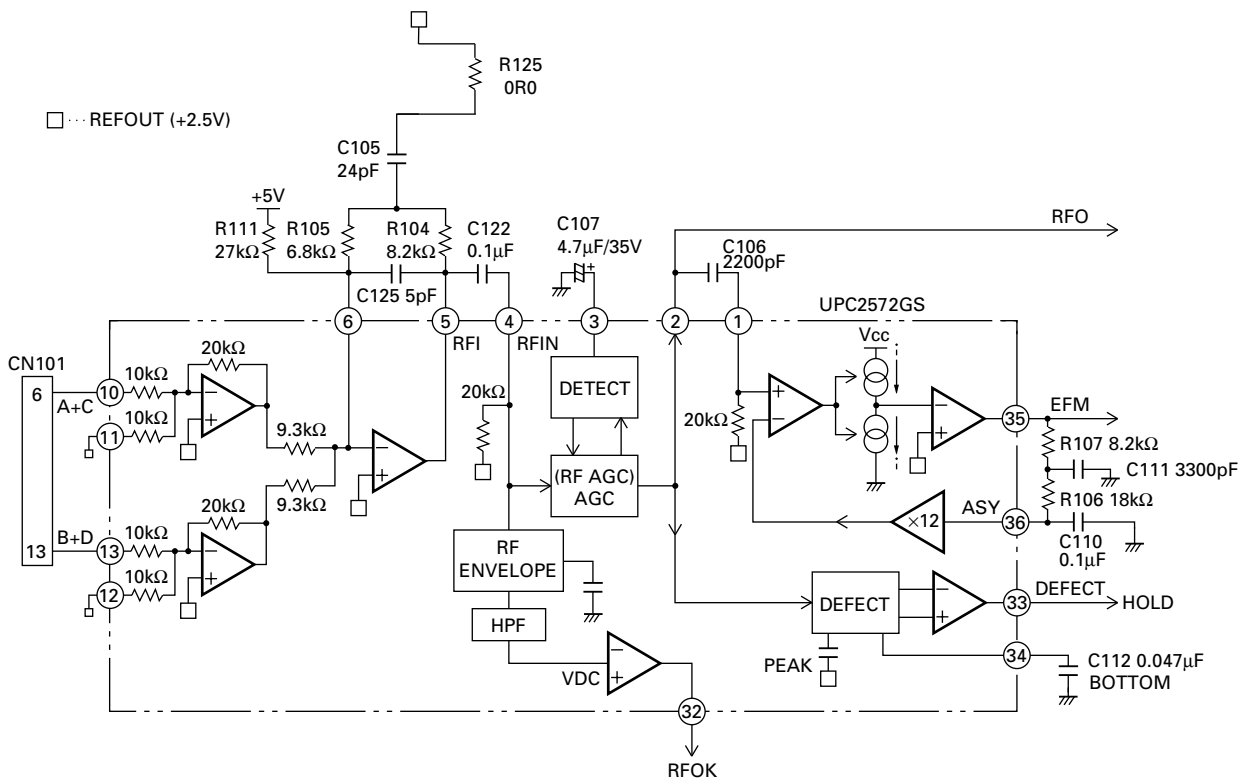 R125
0R0
□ ··· REFOUT (+2.5V)
C105
24pF
+5V
R111
27kΩ
R105
6.8kΩ
R104
8.2kΩ
C122
0.1µF
C107
4.7µF/35V
+
C106
2200pF
RFO
C125 5pF
UPC2572GS
6
5
4
3
2
1
RFI
RFIN
Vcc
CN101
6
A+C
10
10kΩ
20kΩ
−
+
11
10kΩ
9.3kΩ
−
+
9.3kΩ
20kΩ
DETECT
(RF AGC)
AGC
20kΩ
+
−
−
+
35
EFM
R107 8.2kΩ
C111 3300pF
R106 18kΩ
×12
ASY
36
C110
0.1µF
13
B+D
13
10kΩ
20kΩ
−
+
12
10kΩ
RF
ENVELOPE
HPF
VDC
−
+
DEFECT
−
+
33
DEFECT
HOLD
PEAK
34
C112 0.047µF
BOTTOM
32
RFOK